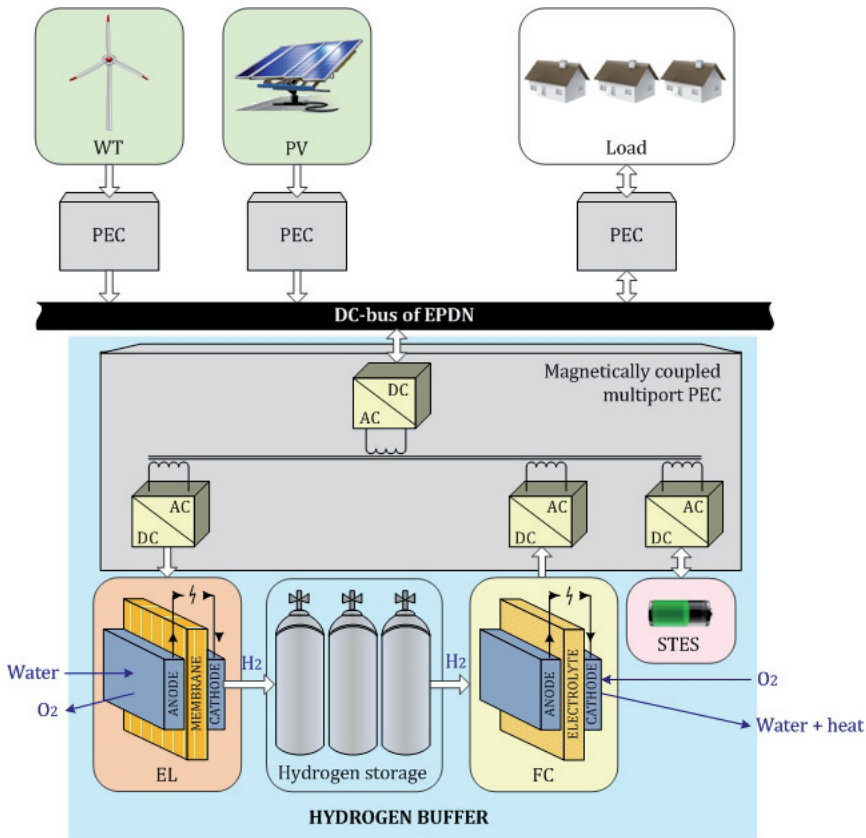 WT
PV
Load
PEC
PEC
PEC
DC-bus of EPDN
Magnetically coupled
multiport PEC
DC
AC
AC
DC
AC
DC
AC
DC
ANODE
MEMBRANE
CATHODE
Water
O2
EL
H2
Hydrogen storage
H2
ANODE
ELECTROLYTE
CATHODE
FC
STES
O2
Water + heat
HYDROGEN BUFFER